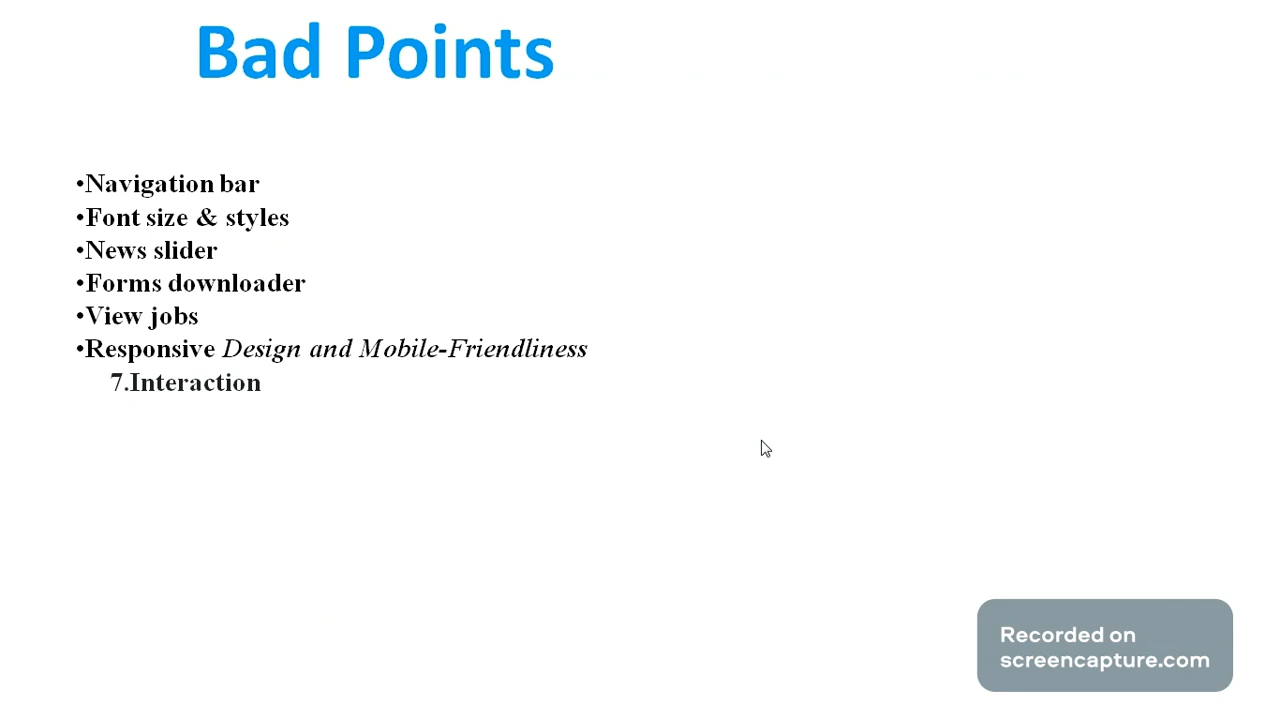 Bad Points
•Navigation bar
•Font size & styles
•News slider
•Forms downloader
•View jobs
•Responsive Design and Mobile-Friendliness
7.Interaction
Recorded on
screencapture.com